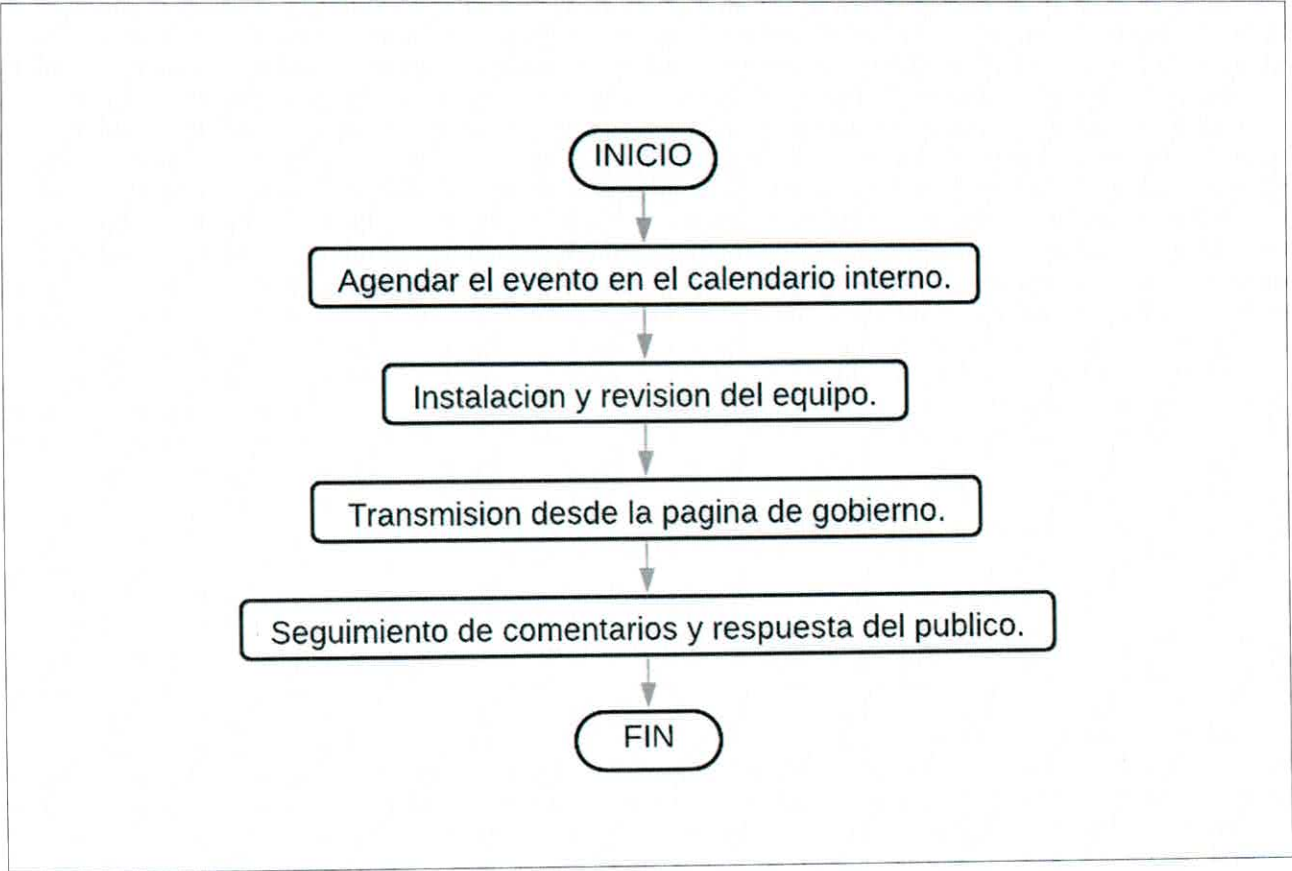 INICIO
Agendar el evento en el calendario interno.
Instalacion y revision del equipo.
Transmision desde la pagina de gobierno.
Seguimiento de comentarios y respuesta del publico.
FIN